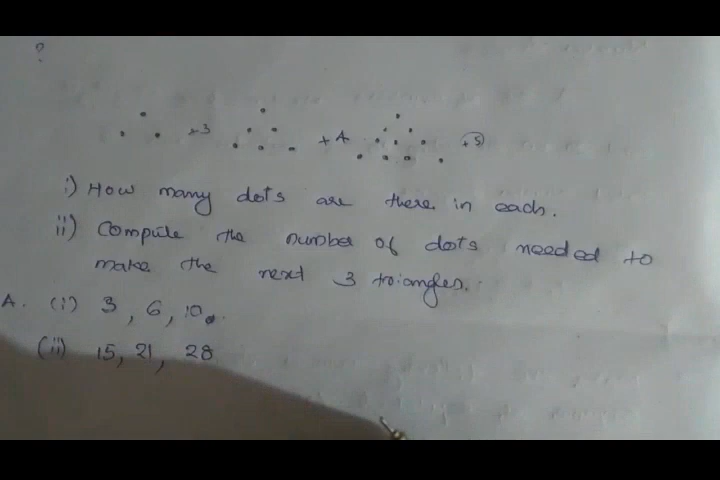 ?
+3 +4 +5
i) How many dots are there in each.
ii) Compute the number of dots needed to
make the next 3 triangles.
A. (i) 3, 6, 10.
(ii) 15, 21, 28